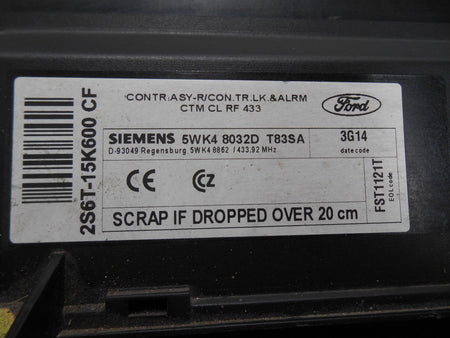 CONTR.ASY-R/CON.TR.LK.&ALRM
CTM CL RF 433
Ford
SIEMENS 5WK4 8032D T83SA
D-93049 Regensburg, 5WK4 8862 / 433.92 MHz
3G14
date code
CE CZ
SCRAP IF DROPPED OVER 20 cm
2S6T-15K600 CF
FST1121T
EOL code